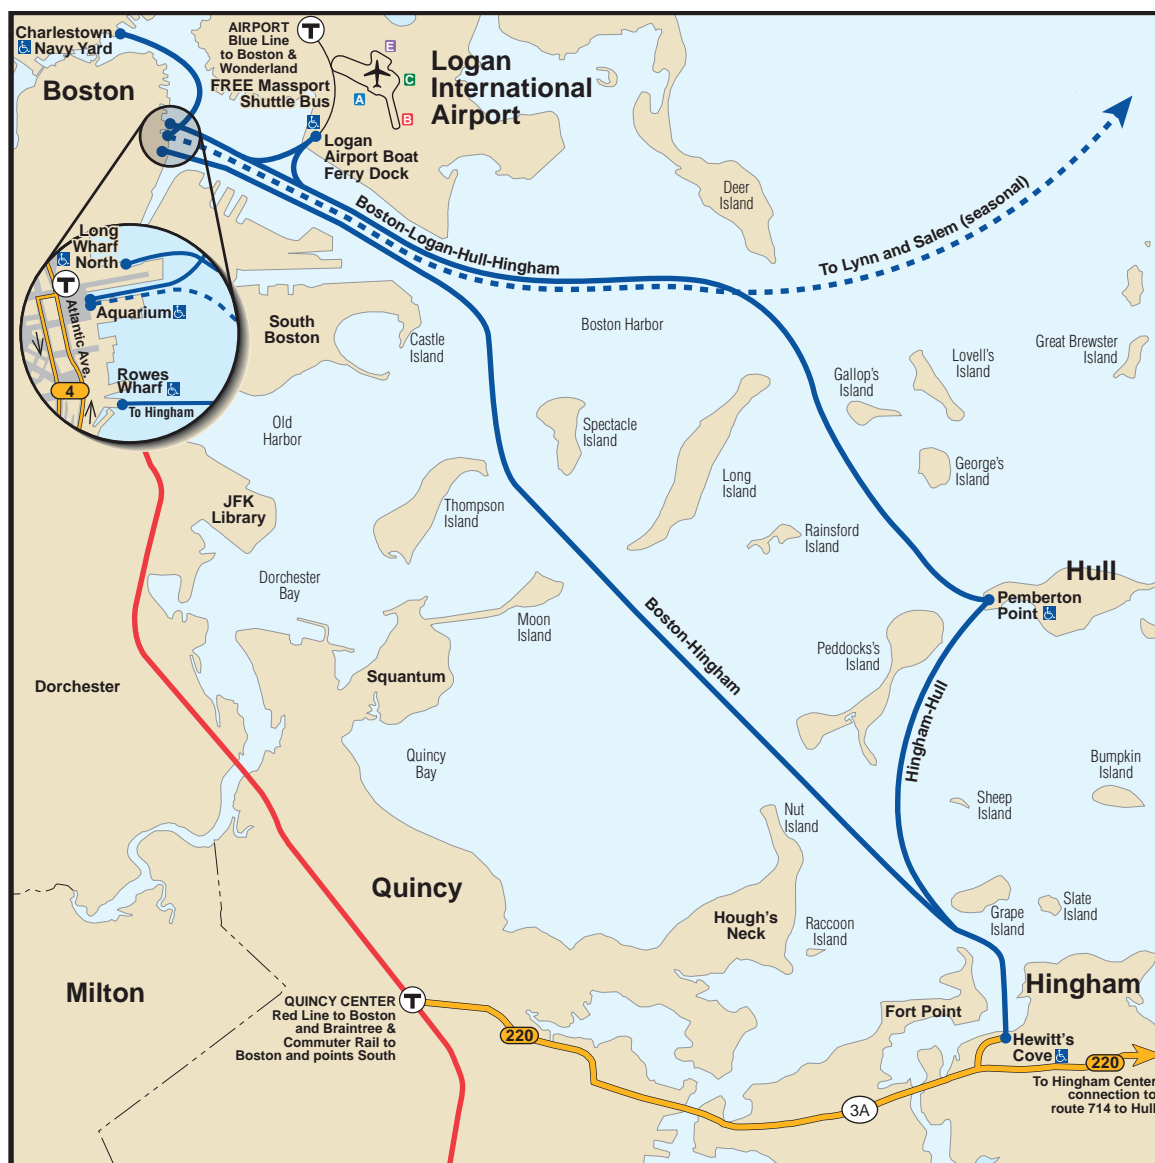 Charlestown
Navy Yard
Boston
AIRPORT
Blue Line
to Boston &
Wonderland
FREE Massport
Shuttle Bus
T
E
C
A
B
Logan
International
Airport
Logan
Airport Boat
Ferry Dock
Deer
Island
Boston-Logan-Hull-Hingham
To Lynn and Salem (seasonal)
Long
Wharf
North
T
Aquarium
Atlantic Ave.
Rowes
Wharf
4
To Hingham
South
Boston
Castle
Island
Boston Harbor
Great Brewster
Island
Lovell's
Island
Gallop's
Island
Old
Harbor
Spectacle
Island
Long
Island
George's
Island
JFK
Library
Thompson
Island
Rainsford
Island
Hull
Pemberton
Point
Dorchester
Bay
Moon
Island
Boston-Hingham
Peddocks's
Island
Dorchester
Squantum
Hingham-Hull
Quincy
Bay
Bumpkin
Island
Sheep
Island
Nut
Island
Quincy
Hough's
Neck
Raccoon
Island
Grape
Island
Slate
Island
Milton
QUINCY CENTER
Red Line to Boston
and Braintree &
Commuter Rail to
Boston and points South
T
220
Fort Point
Hingham
Hewitt's
Cove
220
To Hingham Center
connection to
route 714 to Hull
3A